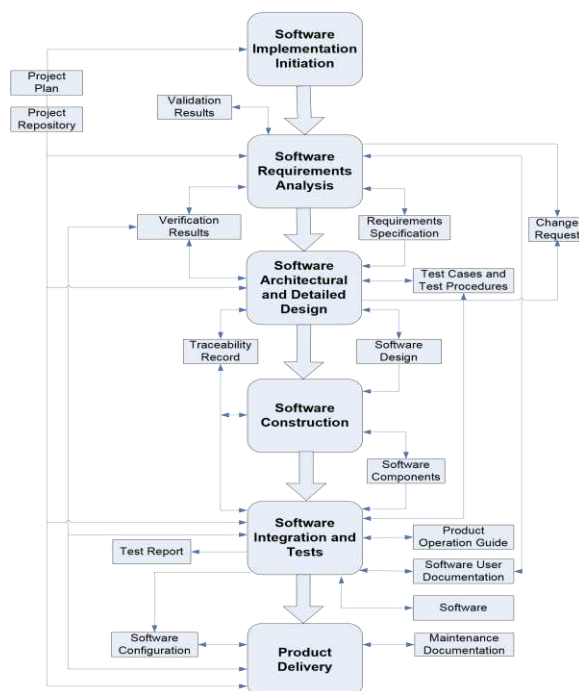 Software
Implementation
Initiation
Project
Plan
Project
Repository
Validation
Results
Software
Requirements
Analysis
Verification
Results
Requirements
Specification
Change
Request
Software
Architectural
and Detailed
Design
Test Cases and
Test Procedures
Traceability
Record
Software
Design
Software
Construction
Software
Components
Software
Integration and
Tests
Product
Operation Guide
Test Report
Software User
Documentation
Software
Software
Configuration
Product
Delivery
Maintenance
Documentation